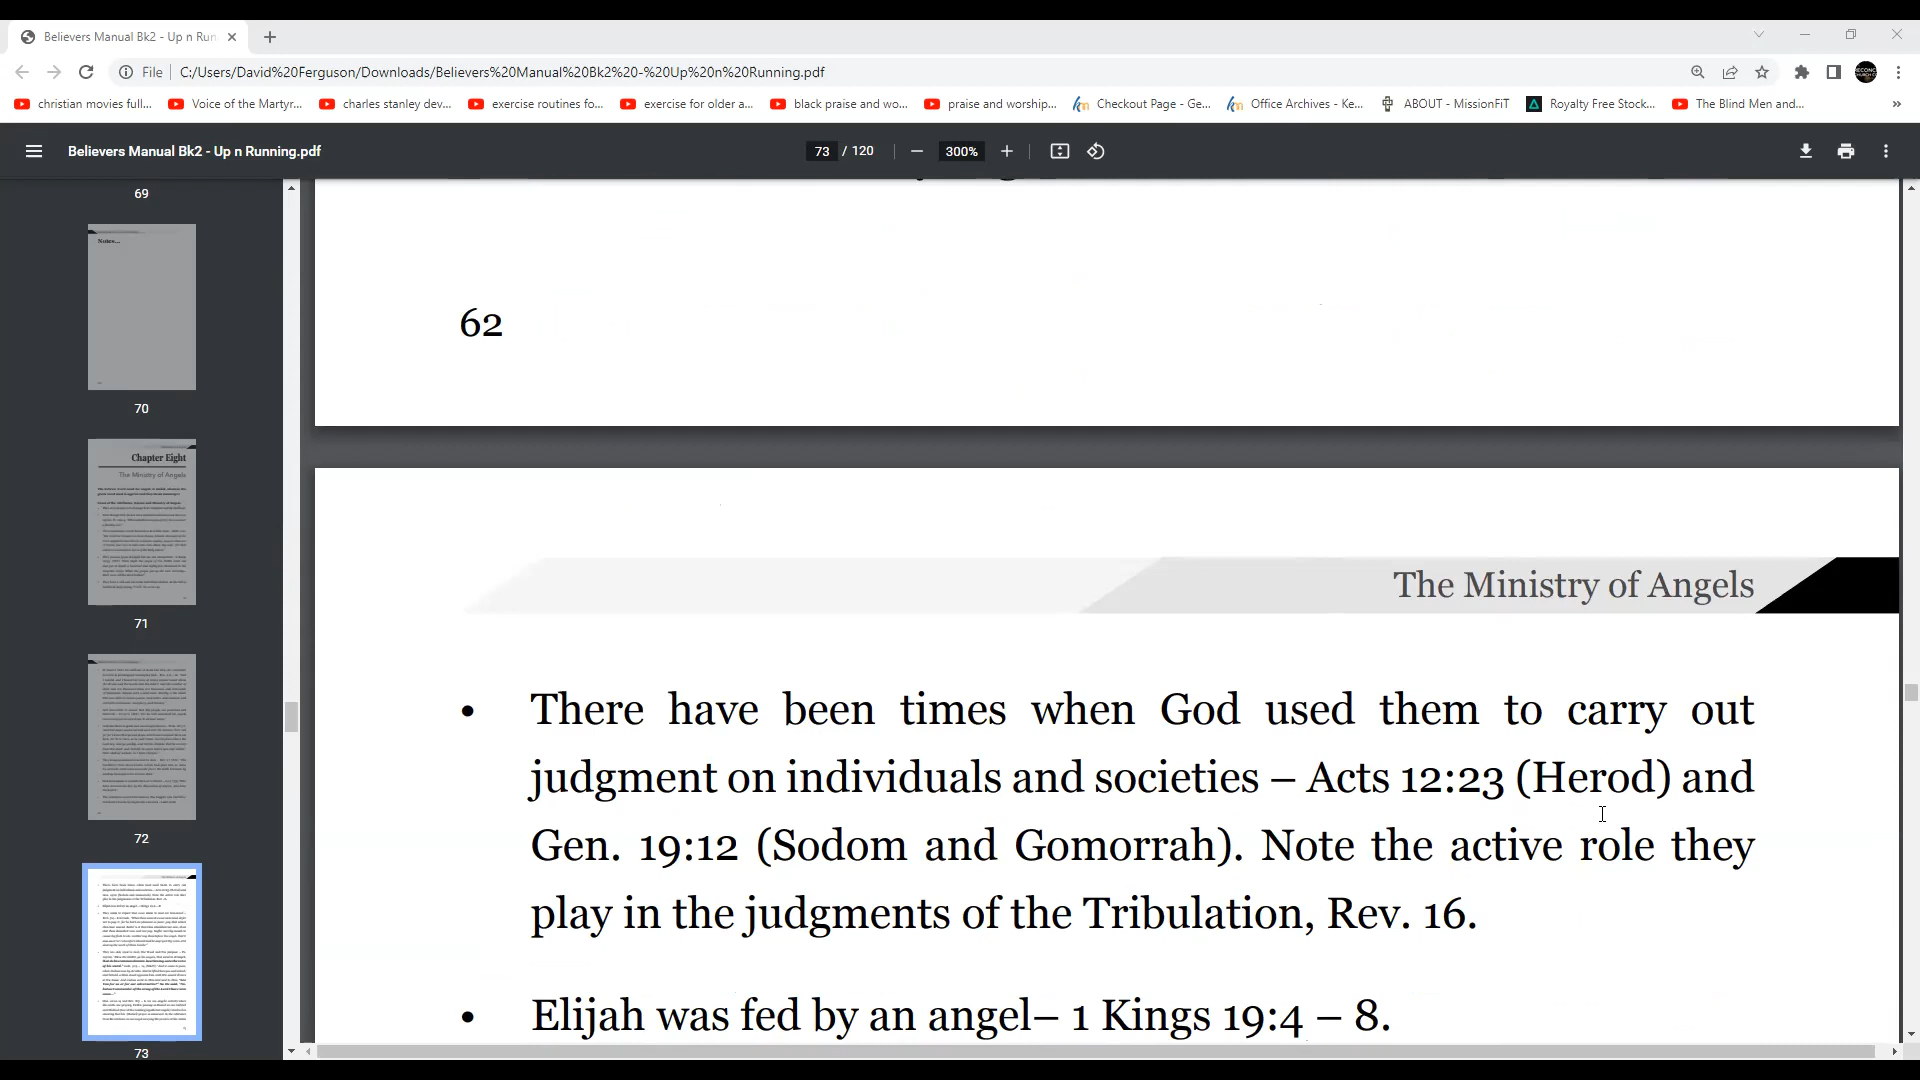 Believers Manual Bk2 - Up n Run
File C:/Users/David%20Ferguson/Downloads/Believers%20Manual%20Bk2%20-%20Up%20n%20Running.pdf
christian movies full... Voice of the Martyr... charles stanley dev... exercise routines fo... exercise for older a... black praise and wo... praise and worship... Checkout Page - Ge... Office Archives - Ke... ABOUT - MissionFiT Royalty Free Stock... The Blind Men and... »
Believers Manual Bk2 - Up n Running.pdf 73 / 120 300%
69
Notes...
70
Chapter Eight
The Ministry of Angels
71
72
73
62
The Ministry of Angels
• There have been times when God used them to carry out
judgment on individuals and societies – Acts 12:23 (Herod) and
Gen. 19:12 (Sodom and Gomorrah). Note the active role they
play in the judgments of the Tribulation, Rev. 16.
• Elijah was fed by an angel– 1 Kings 19:4 – 8.